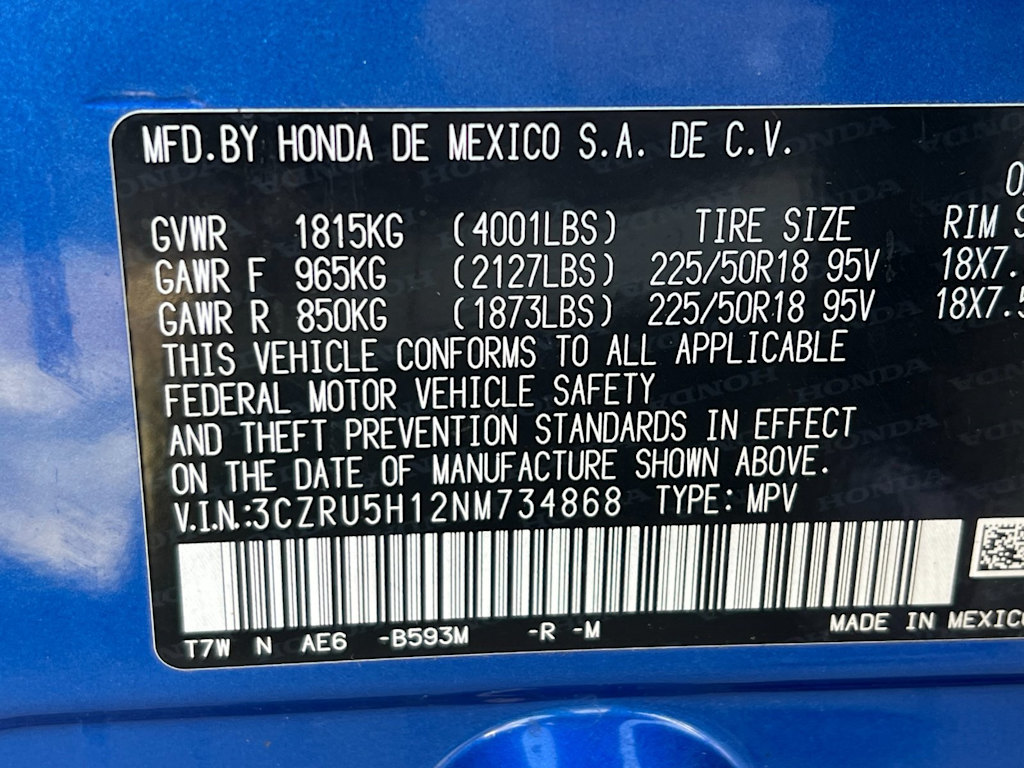 MFD.BY HONDA DE MEXICO S.A. DE C.V.
GVWR 1815KG (4001LBS) TIRE SIZE RIM
GAWR F 965KG (2127LBS) 225/50R18 95V 18X7.
GAWR R 850KG (1873LBS) 225/50R18 95V 18X7.5
THIS VEHICLE CONFORMS TO ALL APPLICABLE
FEDERAL MOTOR VEHICLE SAFETY
AND THEFT PREVENTION STANDARDS IN EFFECT
ON THE DATE OF MANUFACTURE SHOWN ABOVE.
V.I.N.:3CZRU5H12NM734868 TYPE: MPV
T7W N AE6 -B593M -R -M MADE IN MEXICO